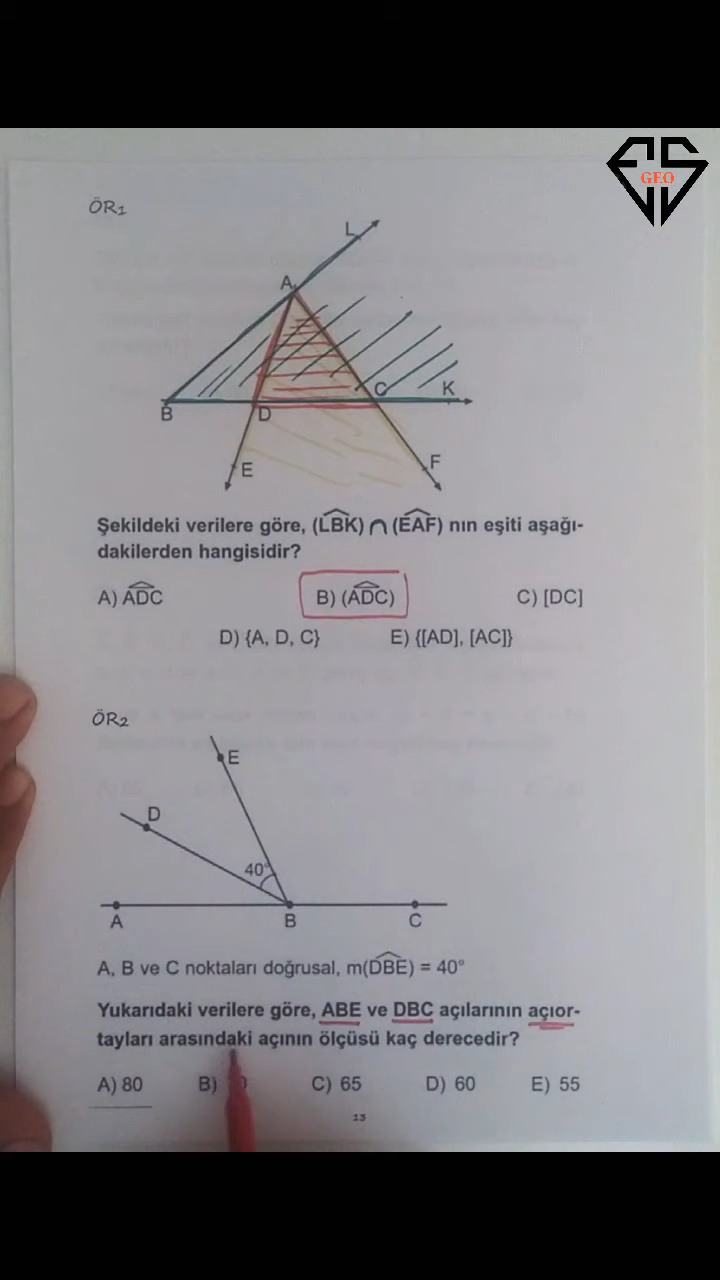 GEO
ÖR1
L
A
B
D
C
K
E
F
Şekildeki verilere göre, (LBK) ∩ (EAF) nın eşiti aşağı-
dakilerden hangisidir?
A) ADC B) (ADC) C) [DC]
D) {A, D, C} E) {[AD], [AC]}
ÖR2
E
D
40°
A B C
A, B ve C noktaları doğrusal, m(DBE) = 40°
Yukarıdaki verilere göre, ABE ve DBC açılarının açıor-
tayları arasındaki açının ölçüsü kaç derecedir?
A) 80 B) C) 65 D) 60 E) 55
13